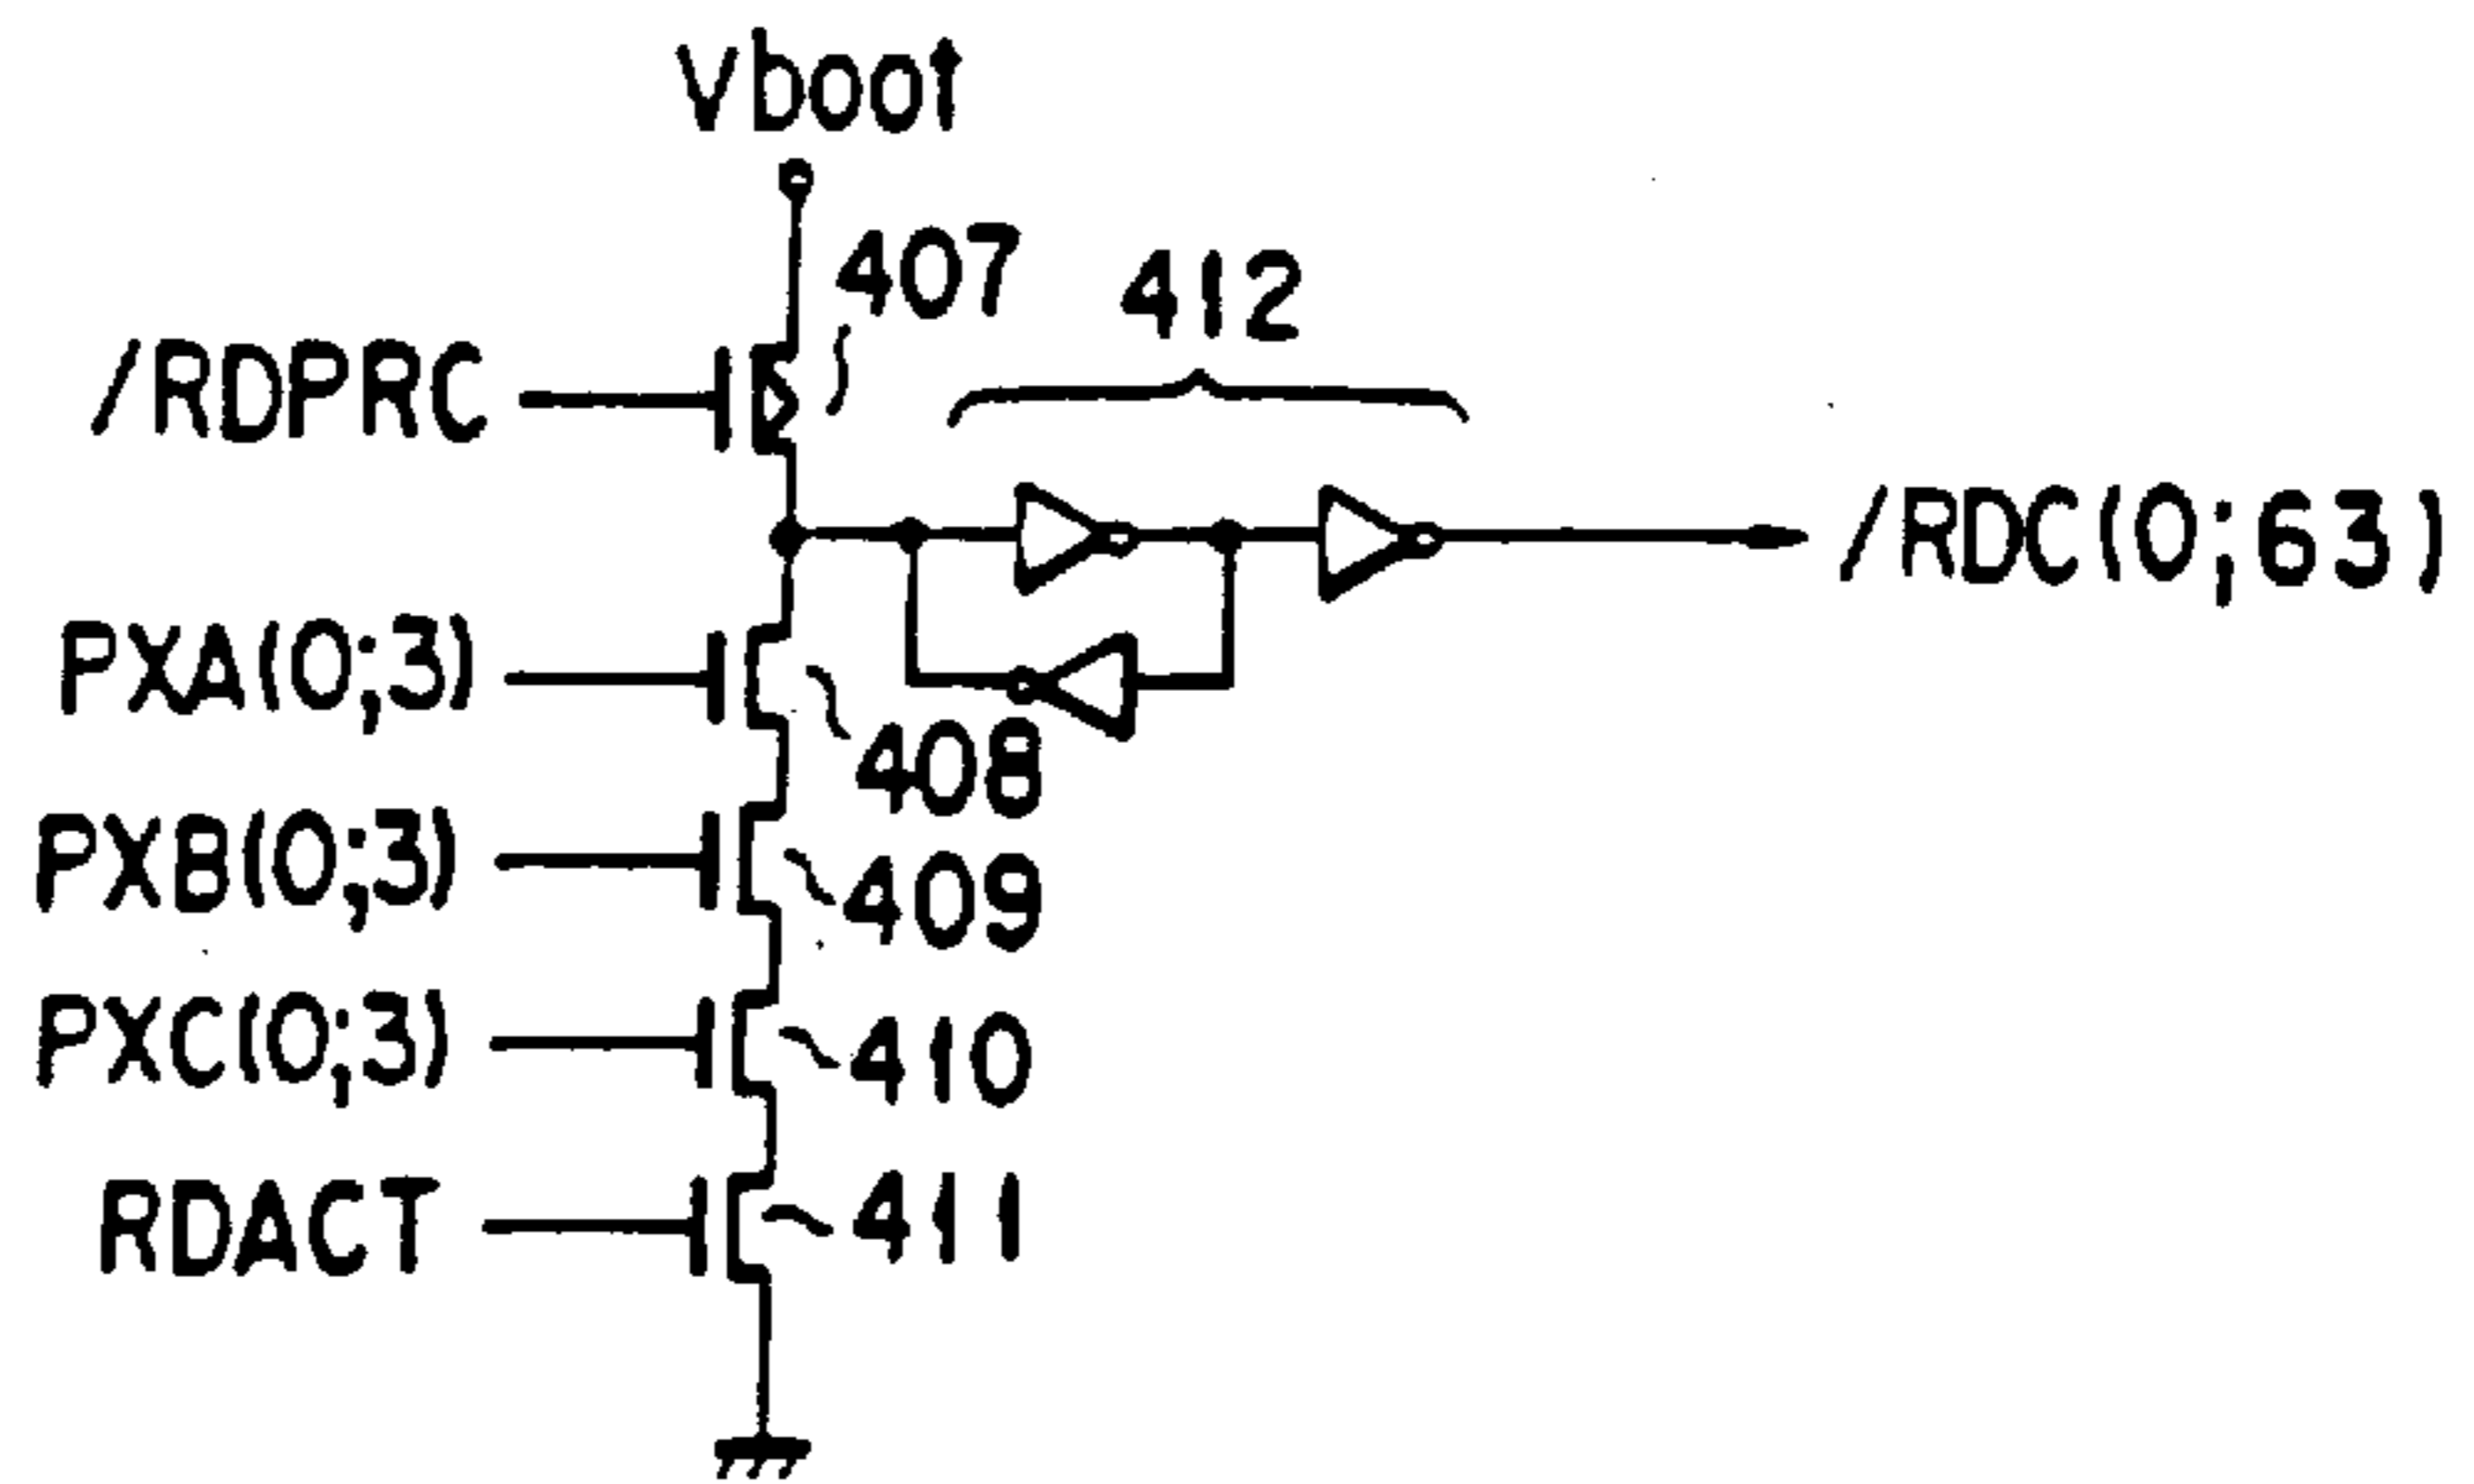 Vboot
407
412
/RDPRC
/RDC(0;63)
PXA(0;3)
408
PXB(0;3)
409
PXC(0;3)
410
RDACT
411